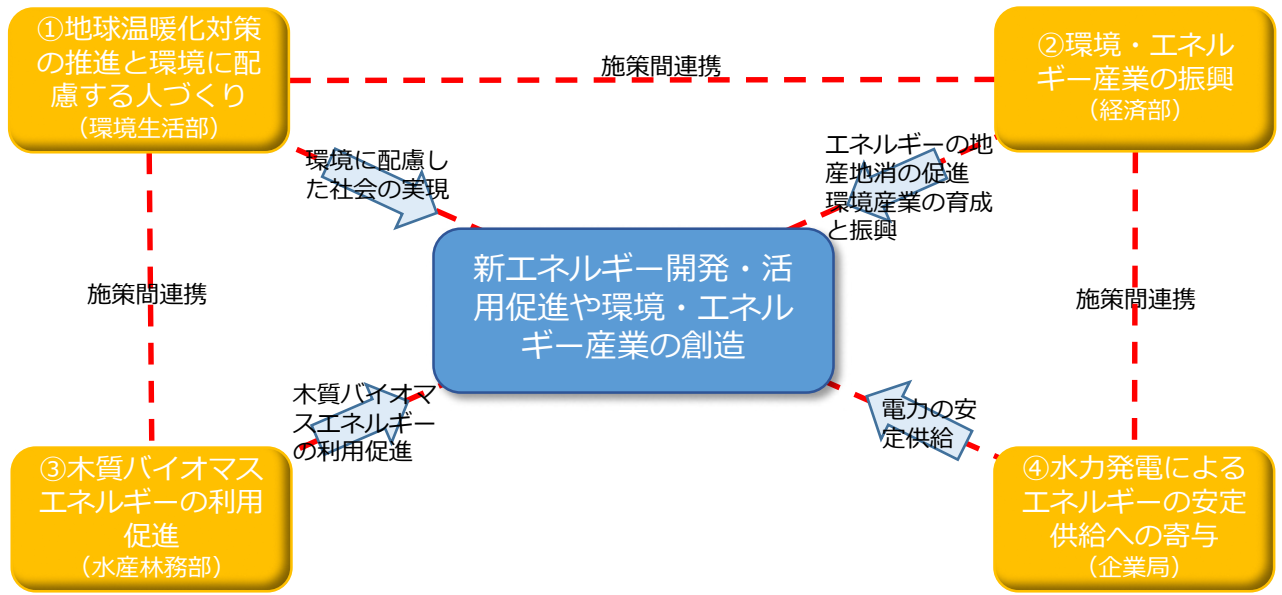 ①地球温暖化対策
の推進と環境に配
慮する人づくり
（環境生活部）
施策間連携
②環境・エネル
ギー産業の振興
（経済部）
環境に配慮し
た社会の実現
エネルギーの地
産地消の促進
環境産業の育成
と振興
新エネルギー開発・活
用促進や環境・エネル
ギー産業の創造
施策間連携
施策間連携
木質バイオマ
スエネルギー
の利用促進
電力の安
定供給
③木質バイオマス
エネルギーの利用
促進
（水産林務部）
④水力発電による
エネルギーの安定
供給への寄与
（企業局）